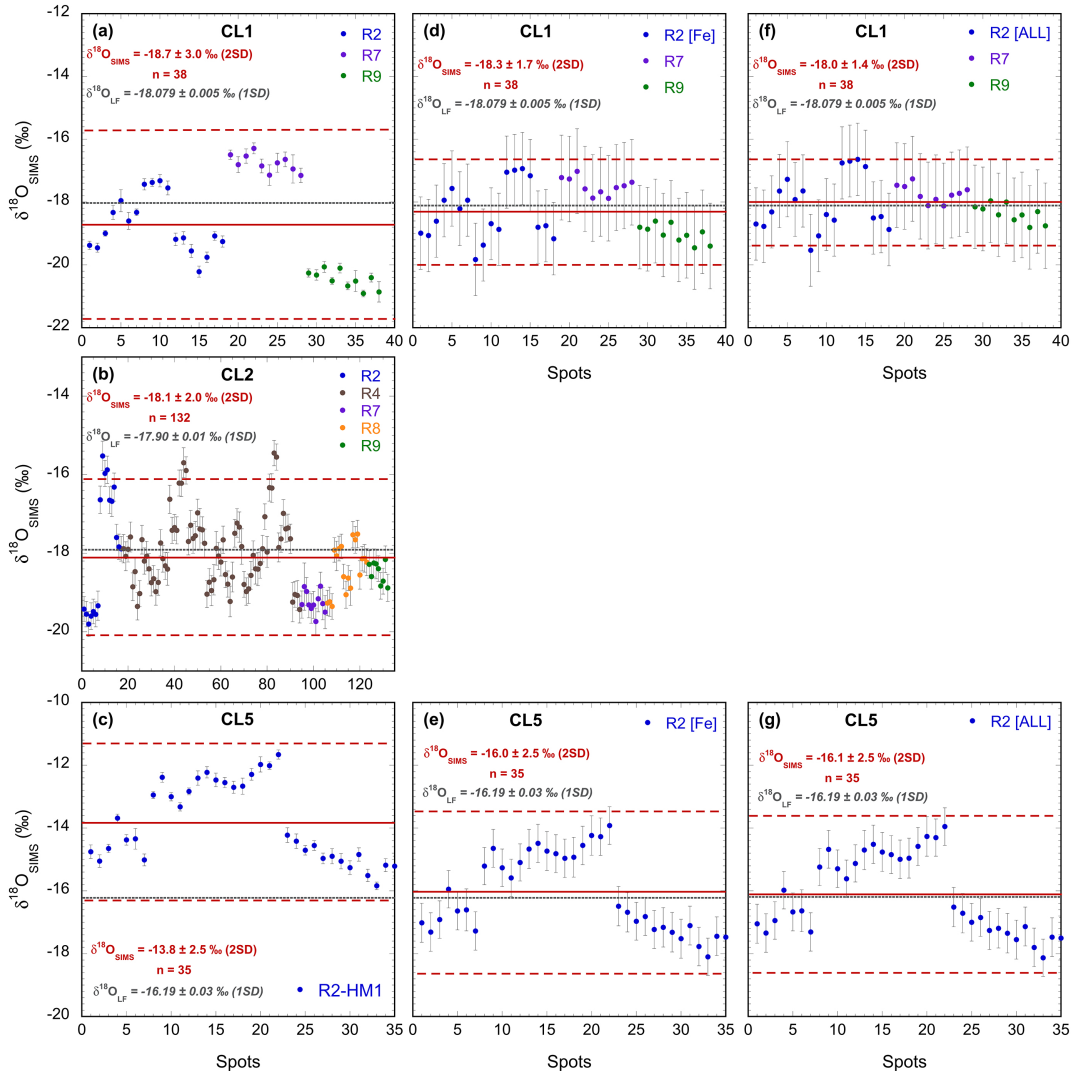 (a) CL1
R2
R7
R9
δ18OSIMS = -18.7 ± 3.0 ‰ (2SD)
n = 38
δ18OLF = -18.079 ± 0.005 ‰ (1SD)
δ18OSIMS (‰)
-12
-14
-16
-18
-20
-22
0 5 10 15 20 25 30 35 40
(d) CL1
R2 [Fe]
R7
R9
δ18OSIMS = -18.3 ± 1.7 ‰ (2SD)
n = 38
δ18OLF = -18.079 ± 0.005 ‰ (1SD)
0 5 10 15 20 25 30 35 40
Spots
(f) CL1
R2 [ALL]
R7
R9
δ18OSIMS = -18.0 ± 1.4 ‰ (2SD)
n = 38
δ18OLF = -18.079 ± 0.005 ‰ (1SD)
0 5 10 15 20 25 30 35 40
Spots
(b) CL2
R2
R4
R7
R8
R9
δ18OSIMS = -18.1 ± 2.0 ‰ (2SD)
n = 132
δ18OLF = -17.90 ± 0.01 ‰ (1SD)
δ18OSIMS (‰)
-14
-16
-18
-20
0 20 40 60 80 100 120
(c) CL5
δ18OSIMS (‰)
-10
-12
-14
-16
-18
-20
δ18OSIMS = -13.8 ± 2.5 ‰ (2SD)
n = 35
δ18OLF = -16.19 ± 0.03 ‰ (1SD)
R2-HM1
0 5 10 15 20 25 30 35
Spots
(e) CL5
R2 [Fe]
δ18OSIMS = -16.0 ± 2.5 ‰ (2SD)
n = 35
δ18OLF = -16.19 ± 0.03 ‰ (1SD)
0 5 10 15 20 25 30 35
Spots
(g) CL5
R2 [ALL]
δ18OSIMS = -16.1 ± 2.5 ‰ (2SD)
n = 35
δ18OLF = -16.19 ± 0.03 ‰ (1SD)
0 5 10 15 20 25 30 35
Spots